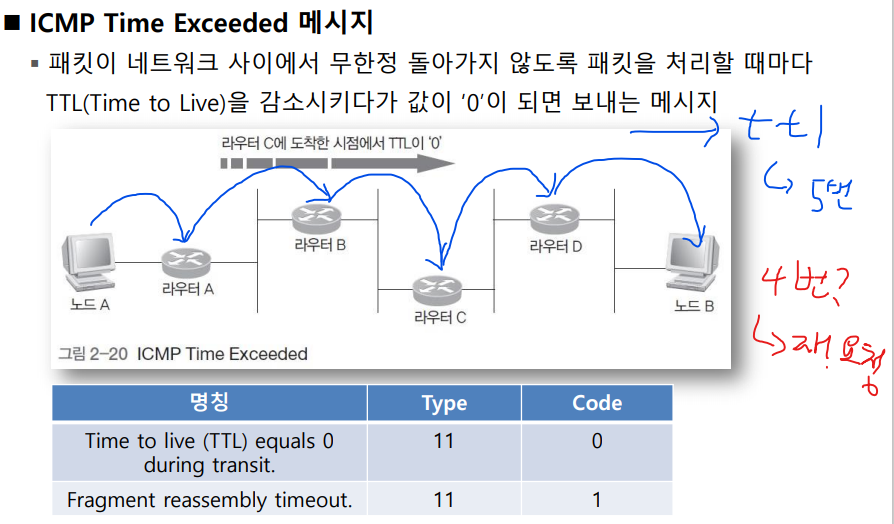 ■ ICMP Time Exceeded 메시지
▪ 패킷이 네트워크 사이에서 무한정 돌아가지 않도록 패킷을 처리할 때마다
TTL(Time to Live)을 감소시키다가 값이 ‘0’이 되면 보내는 메시지
라우터 C에 도착한 시점에서 TTL이 ‘0’
ttl
5번
라우터 B
라우터 D
노드 A
라우터 A
라우터 C
노드 B
4번?
재요청
그림 2–20 ICMP Time Exceeded
명칭 Type Code
Time to live (TTL) equals 0 11 0
during transit.
Fragment reassembly timeout. 11 1